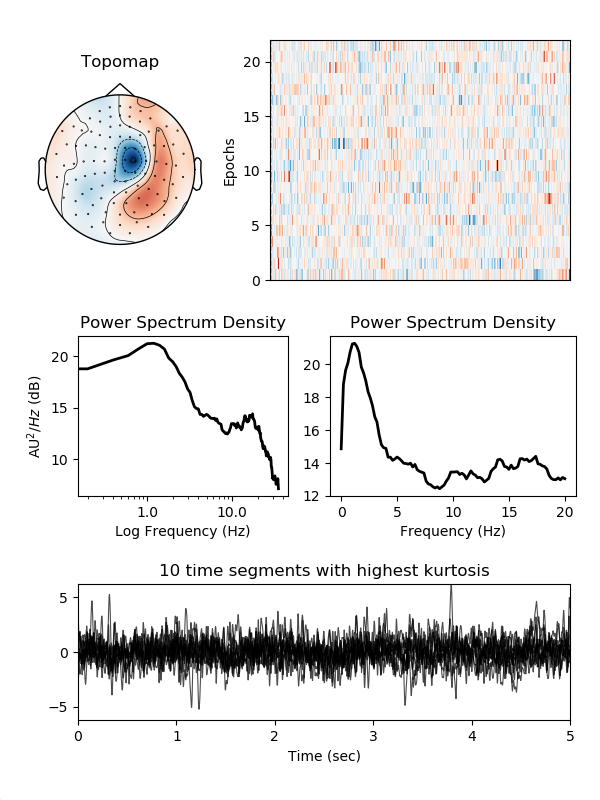 Topomap
Epochs
20
15
10
5
0
Power Spectrum Density
AU²/Hz (dB)
20
15
10
1.0 10.0
Log Frequency (Hz)
Power Spectrum Density
20
18
16
14
12
0 5 10 15 20
Frequency (Hz)
10 time segments with highest kurtosis
5
0
−5
0 1 2 3 4 5
Time (sec)